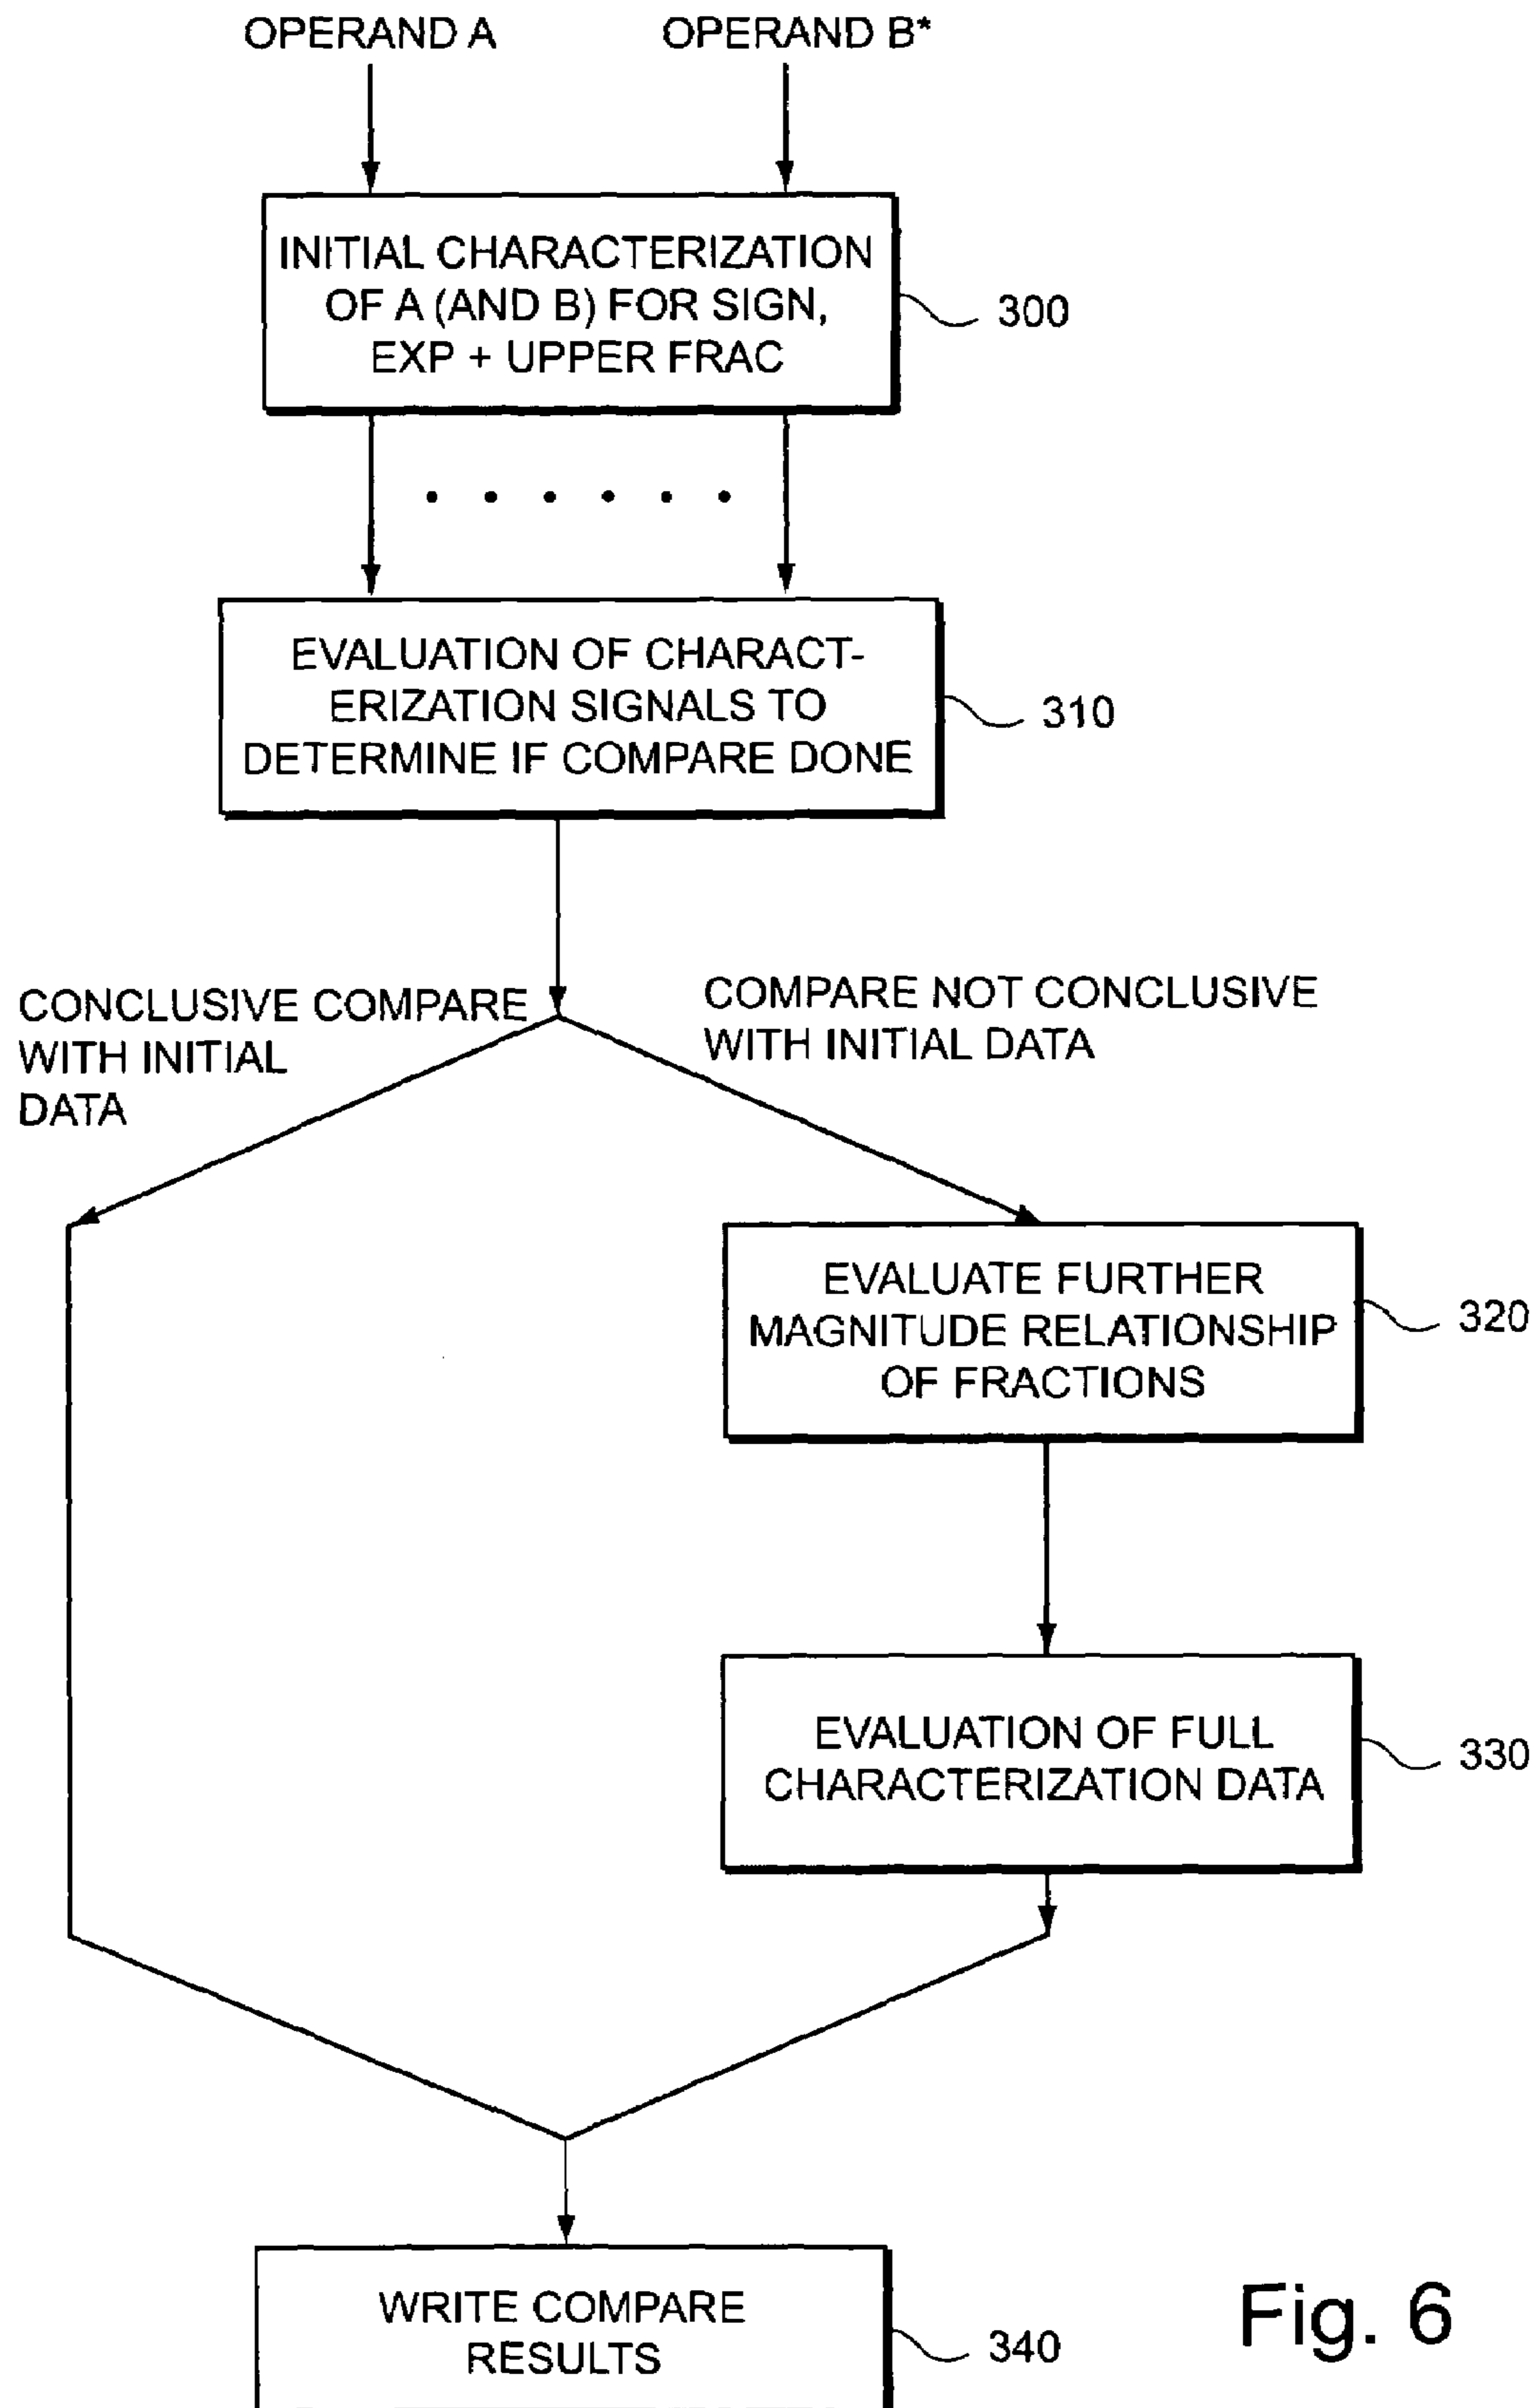 OPERAND A
OPERAND B*
INITIAL CHARACTERIZATION
OF A (AND B) FOR SIGN,
EXP + UPPER FRAC
300
EVALUATION OF CHARACT-
ERIZATION SIGNALS TO
DETERMINE IF COMPARE DONE
310
CONCLUSIVE COMPARE
WITH INITIAL
DATA
COMPARE NOT CONCLUSIVE
WITH INITIAL DATA
EVALUATE FURTHER
MAGNITUDE RELATIONSHIP
OF FRACTIONS
320
EVALUATION OF FULL
CHARACTERIZATION DATA
330
WRITE COMPARE
RESULTS
340
Fig. 6